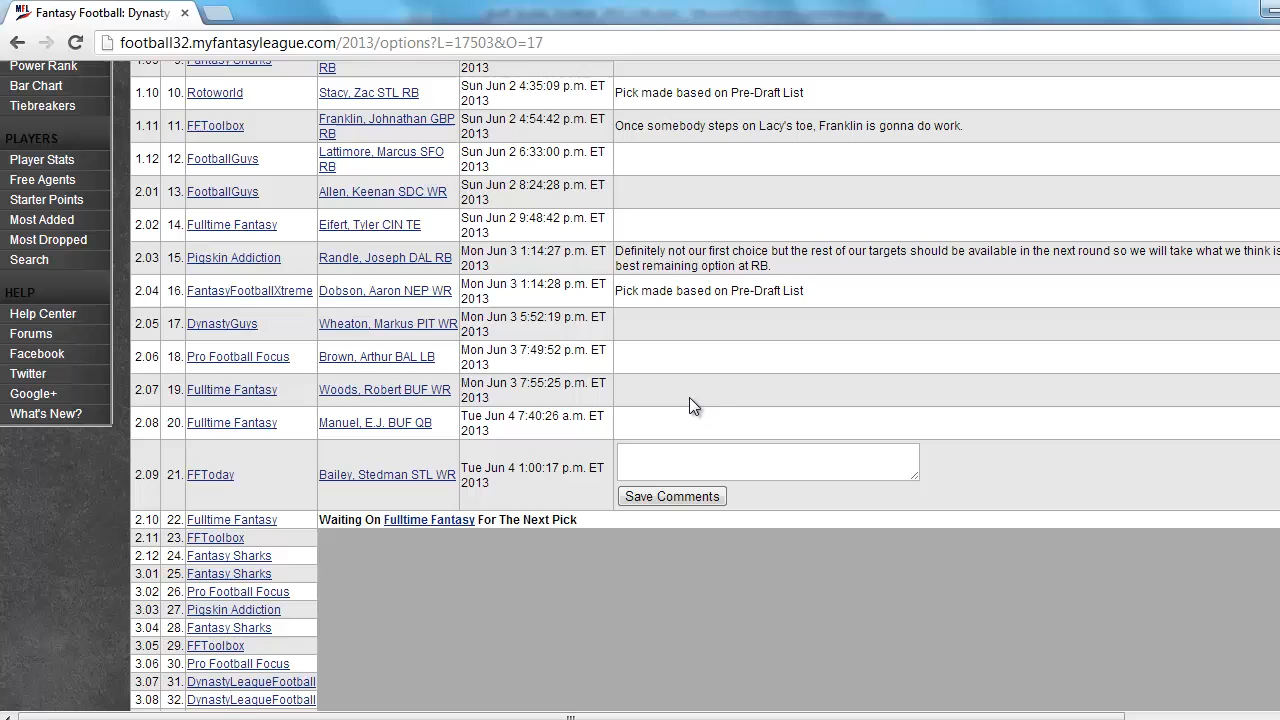 Fantasy Football: Dynasty
football32.myfantasyleague.com/2013/options?L=17503&O=17
Power Rank
Bar Chart
Tiebreakers
PLAYERS
Player Stats
Free Agents
Starter Points
Most Added
Most Dropped
Search
HELP
Help Center
Forums
Facebook
Twitter
Google+
What's New?
Fantasy Sharks
RB
2013
1.10 10. Rotoworld Stacy, Zac STL RB Sun Jun 2 4:35:09 p.m. ET Pick made based on Pre-Draft List
2013
1.11 11. FFToolbox Franklin, Johnathan GBP Sun Jun 2 4:54:42 p.m. ET Once somebody steps on Lacy's toe, Franklin is gonna do work.
RB 2013
1.12 12. FootballGuys Lattimore, Marcus SFO Sun Jun 2 6:33:00 p.m. ET
RB 2013
2.01 13. FootballGuys Allen, Keenan SDC WR Sun Jun 2 8:24:28 p.m. ET
2013
2.02 14. Fulltime Fantasy Eifert, Tyler CIN TE Sun Jun 2 9:48:42 p.m. ET
2013
2.03 15. Pigskin Addiction Randle, Joseph DAL RB Mon Jun 3 1:14:27 p.m. ET Definitely not our first choice but the rest of our targets should be available in the next round so we will take what we think is
2013 best remaining option at RB.
2.04 16. FantasyFootballXtreme Dobson, Aaron NEP WR Mon Jun 3 1:14:28 p.m. ET Pick made based on Pre-Draft List
2013
2.05 17. DynastyGuys Wheaton, Markus PIT WR Mon Jun 3 5:52:19 p.m. ET
2013
2.06 18. Pro Football Focus Brown, Arthur BAL LB Mon Jun 3 7:49:52 p.m. ET
2013
2.07 19. Fulltime Fantasy Woods, Robert BUF WR Mon Jun 3 7:55:25 p.m. ET
2013
2.08 20. Fulltime Fantasy Manuel, E.J. BUF QB Tue Jun 4 7:40:26 a.m. ET
2013
2.09 21. FFToday Bailey, Stedman STL WR Tue Jun 4 1:00:17 p.m. ET
2013
Save Comments
2.10 22. Fulltime Fantasy Waiting On Fulltime Fantasy For The Next Pick
2.11 23. FFToolbox
2.12 24. Fantasy Sharks
3.01 25. Fantasy Sharks
3.02 26. Pro Football Focus
3.03 27. Pigskin Addiction
3.04 28. Fantasy Sharks
3.05 29. FFToolbox
3.06 30. Pro Football Focus
3.07 31. DynastyLeagueFootball
3.08 32. DynastyLeagueFootball